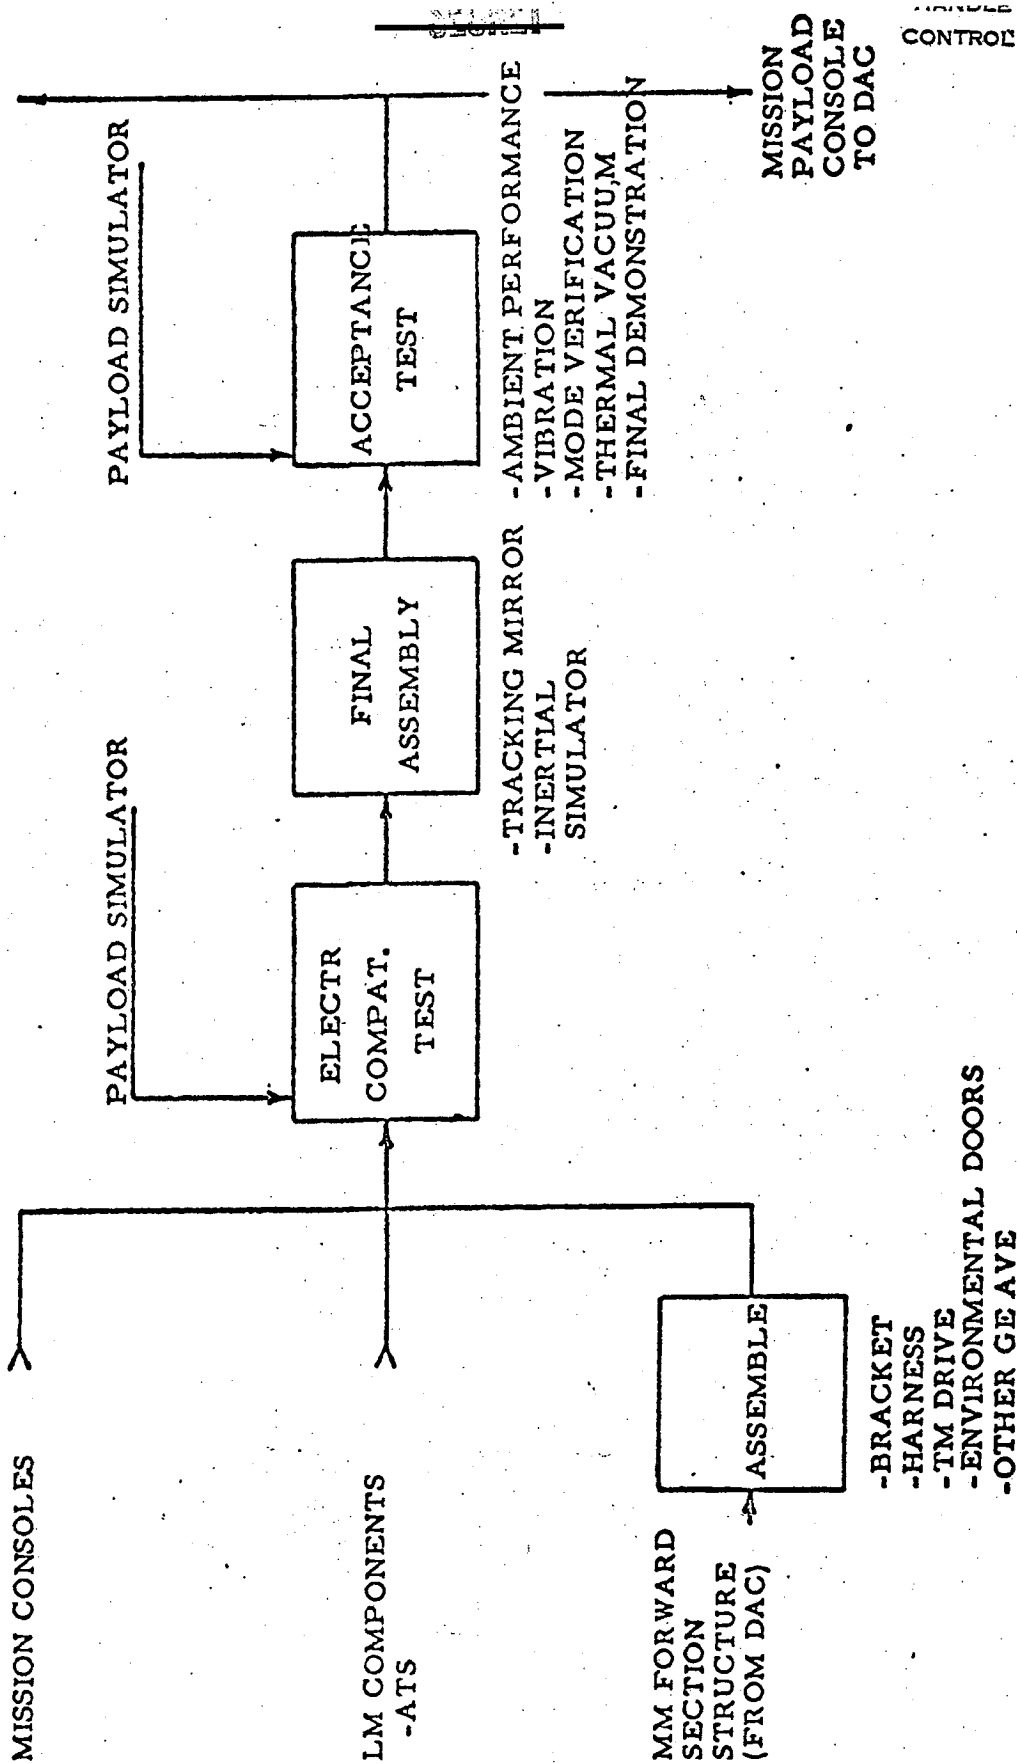 CONTROL
MISSION CONSOLES
LM COMPONENTS
-ATS
MM FORWARD
SECTION
STRUCTURE
(FROM DAC)
ASSEMBLE
-BRACKET
-HARNESS
-TM DRIVE
-ENVIRONMENTAL DOORS
-OTHER GE AVE
PAYLOAD SIMULATOR
ELECTR
COMPAT.
TEST
FINAL
ASSEMBLY
-TRACKING MIRROR
-INERTIAL
SIMULATOR
PAYLOAD SIMULATOR
ACCEPTANCE
TEST
-AMBIENT PERFORMANCE
-VIBRATION
-MODE VERIFICATION
-THERMAL VACUUM
-FINAL DEMONSTRATION
MISSION
PAYLOAD
CONSOLE
TO DAC